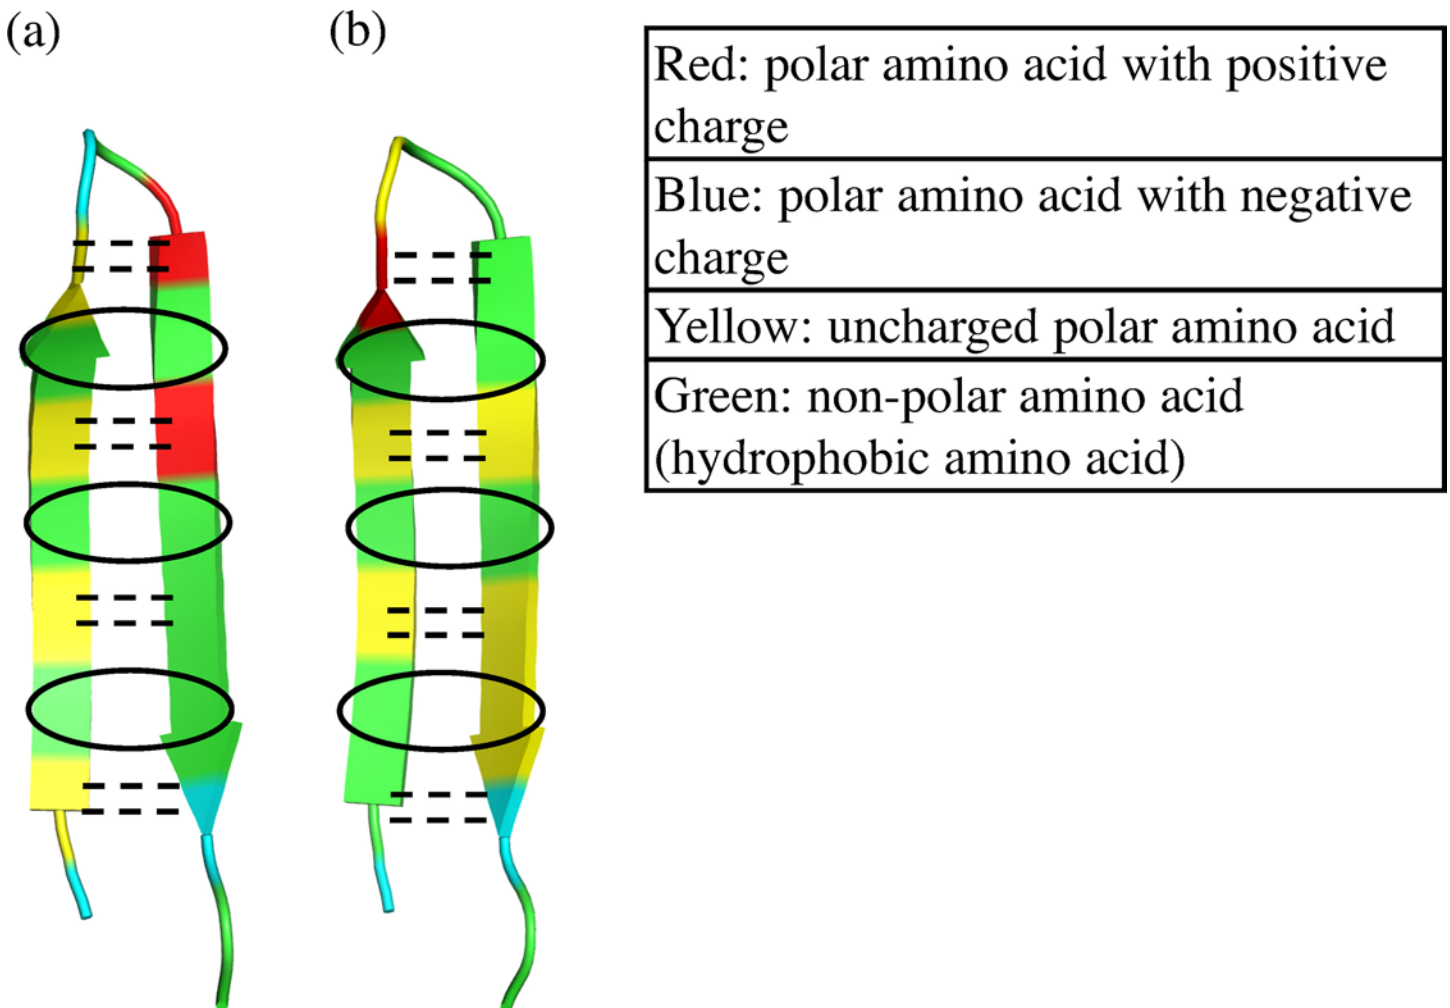 (a)
(b)
Red: polar amino acid with positive
charge
Blue: polar amino acid with negative
charge
Yellow: uncharged polar amino acid
Green: non-polar amino acid
(hydrophobic amino acid)